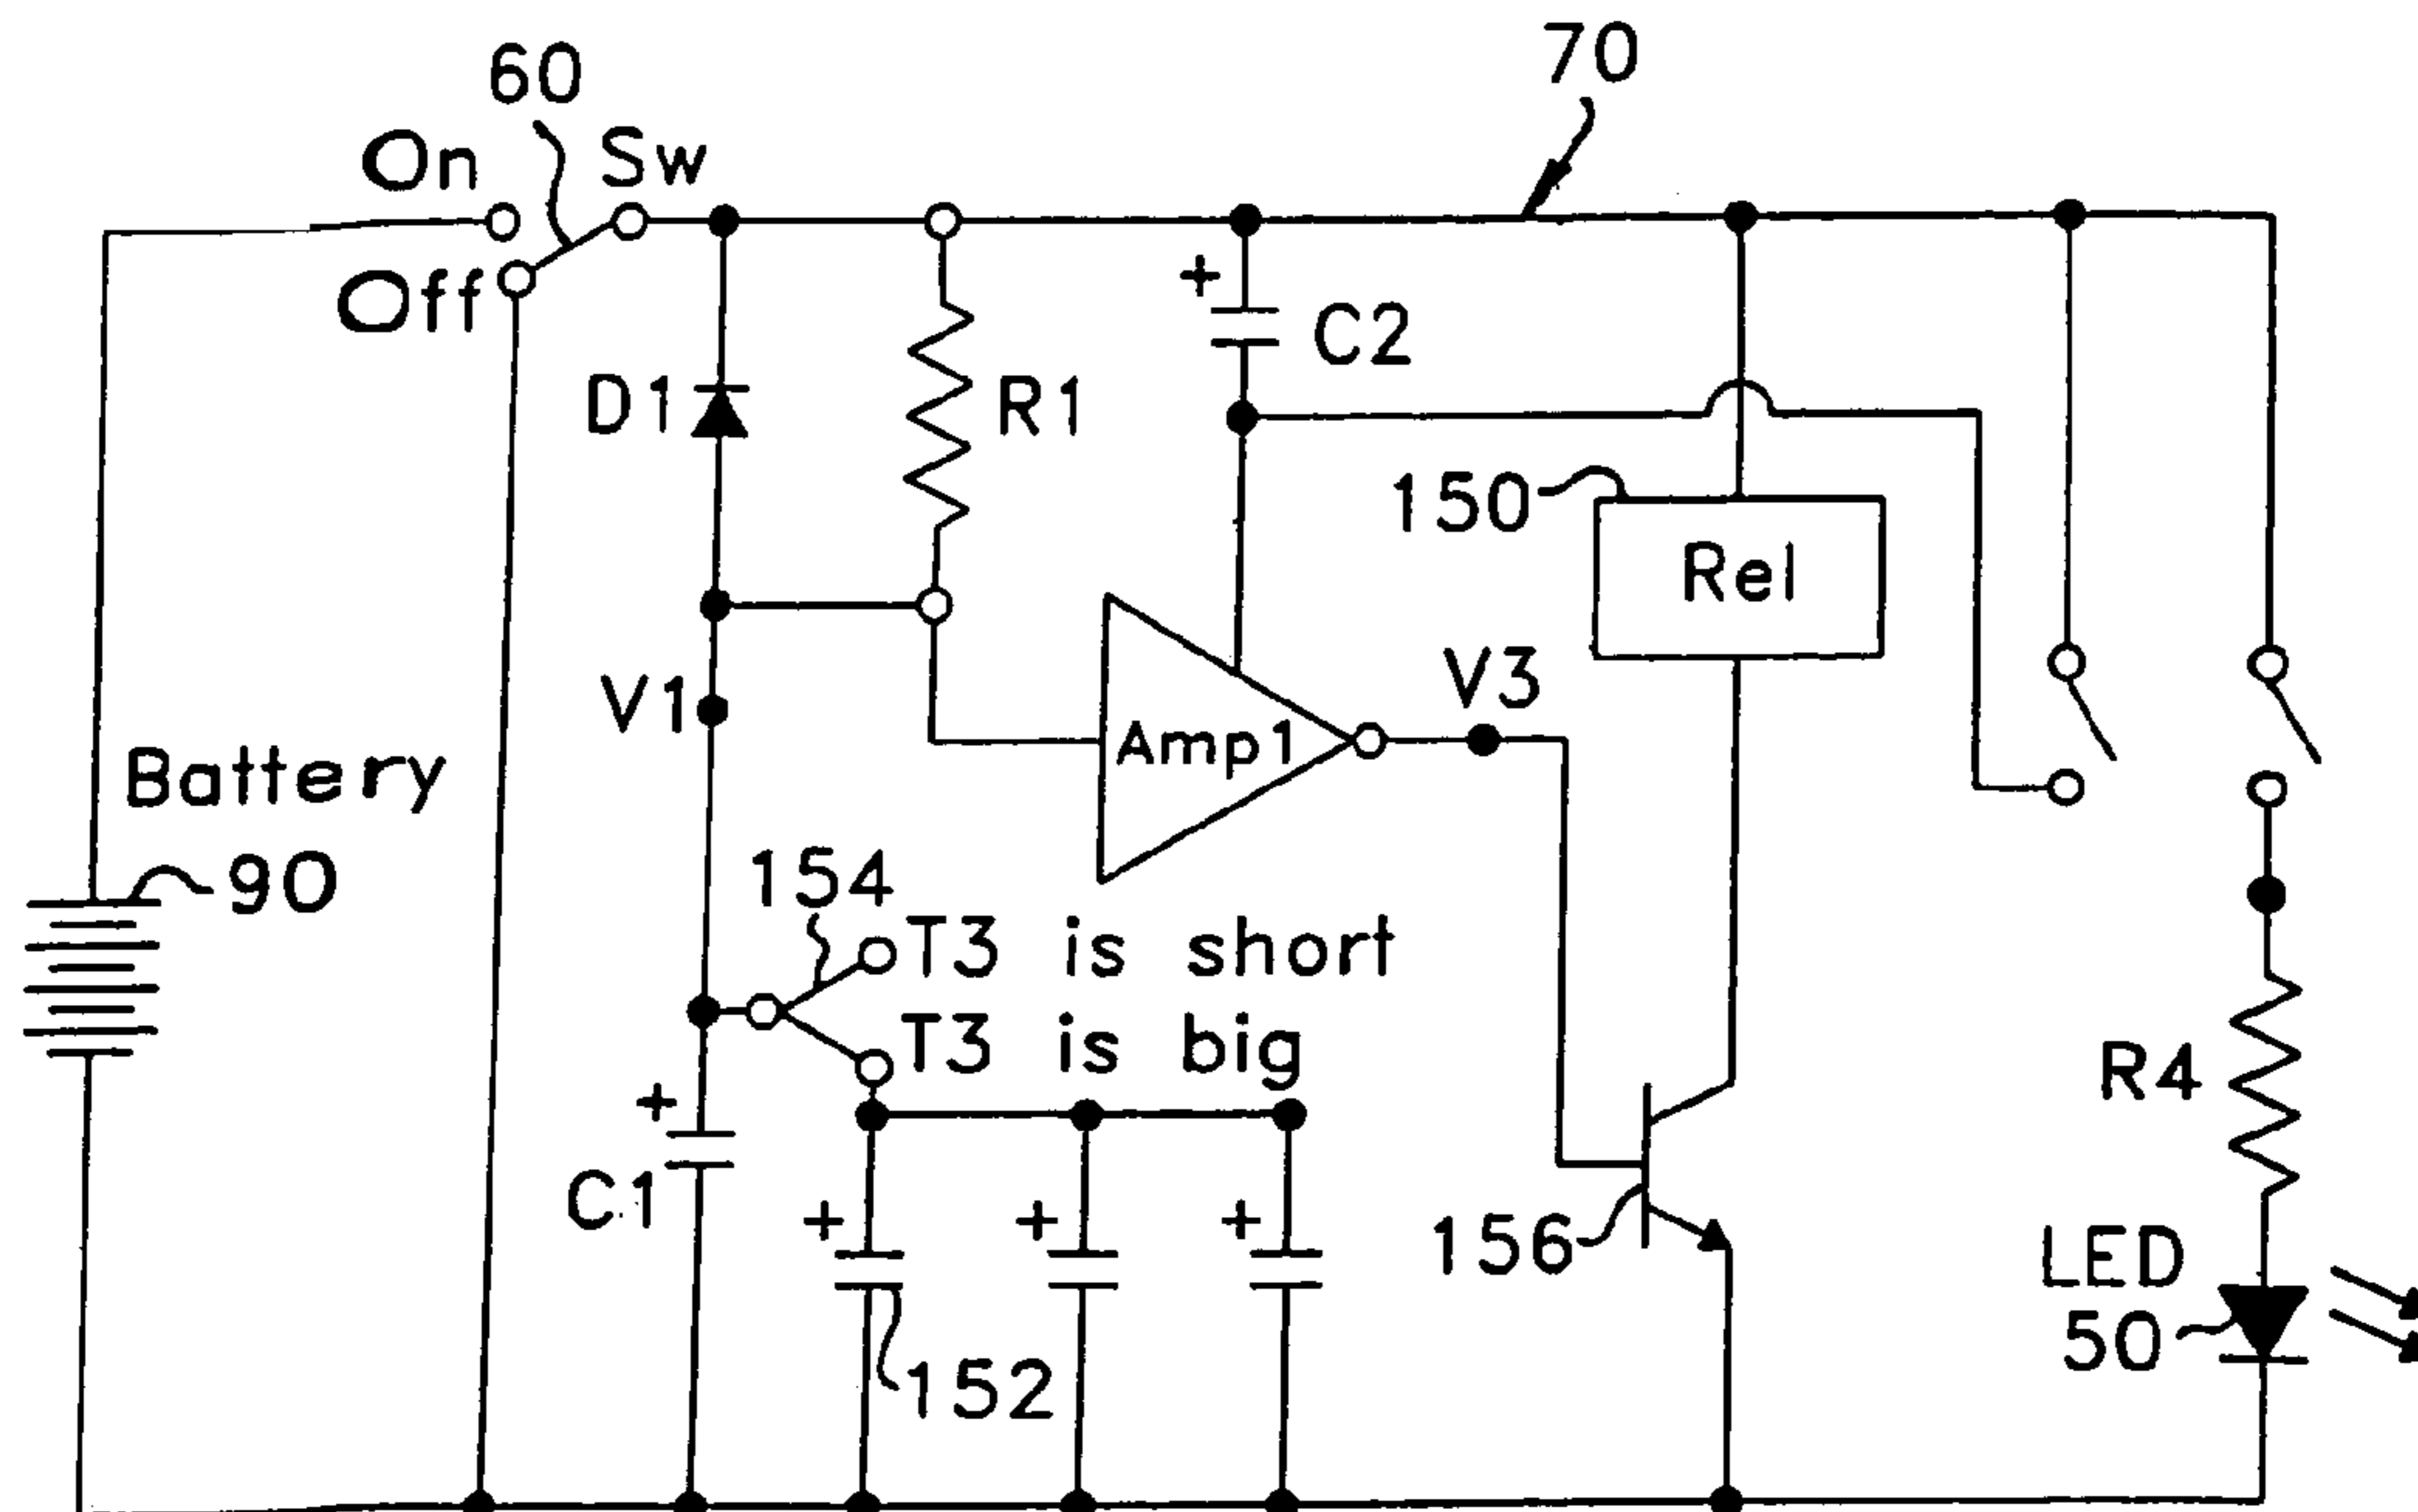 60
70
On
Sw
Off
C2
D1
R1
150
Rel
V1
V3
Amp1
Battery
90
154
T3 is short
T3 is big
R4
C1
156
LED
50
152
+
+
+
+
+